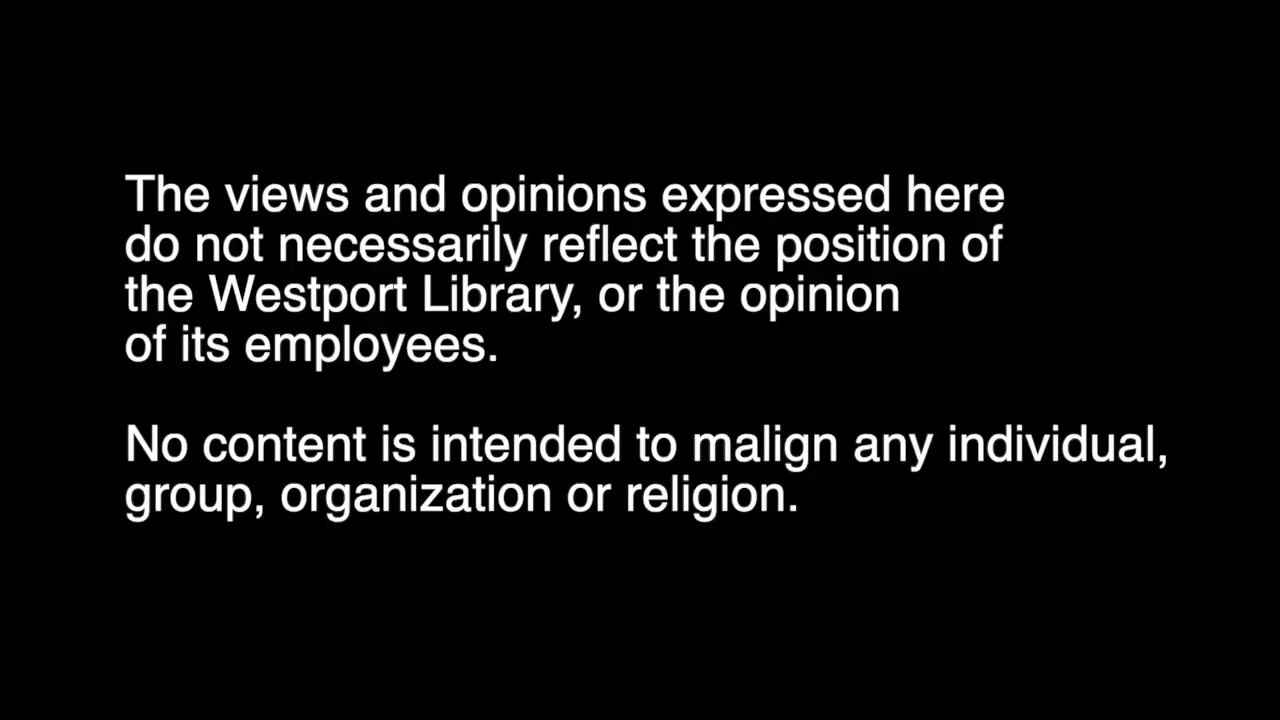 The views and opinions expressed here
do not necessarily reflect the position of
the Westport Library, or the opinion
of its employees.
No content is intended to malign any individual,
group, organization or religion.